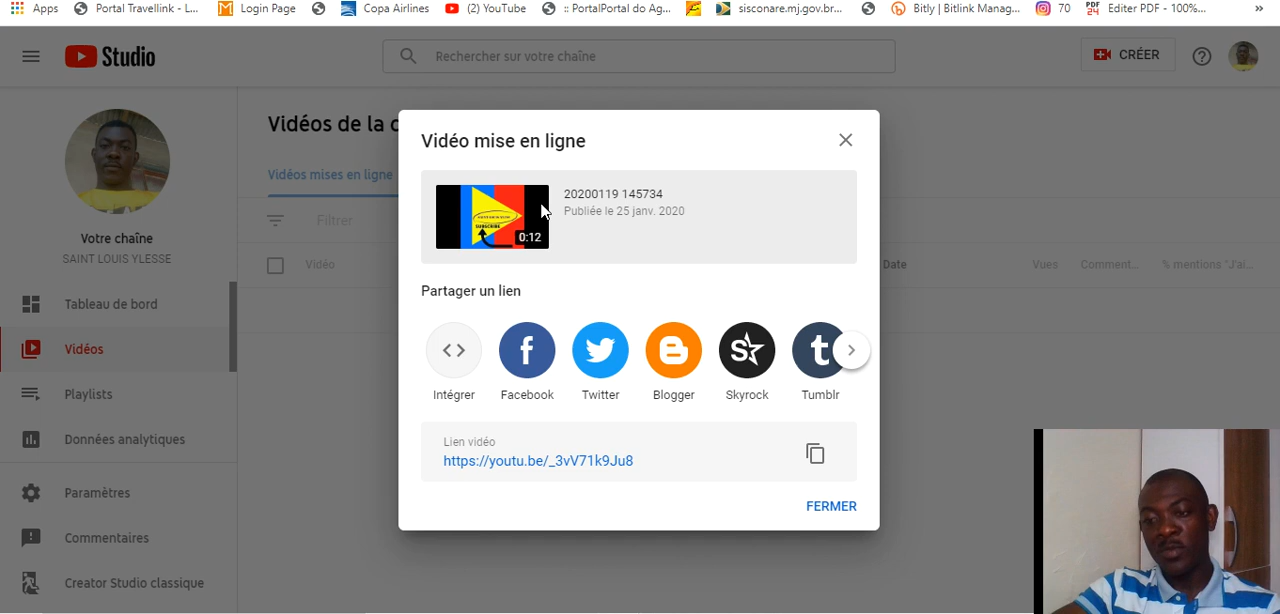 Apps
Portal Travellink - L...
Login Page
Copa Airlines
(2) YouTube
:: PortalPortal do Ag...
sisconare.mj.gov.br...
Bitly | Bitlink Manag...
70
PDF 24
Editer PDF - 100%...
»
Studio
Rechercher sur votre chaîne
CRÉER
Vidéos de la c
Vidéos mises en ligne
Filtrer
Vidéo
Date
Vues
Comment...
% mentions "J'ai...
Votre chaîne
SAINT LOUIS YLESSE
Tableau de bord
Vidéos
Playlists
Données analytiques
Paramètres
Commentaires
Creator Studio classique
Vidéo mise en ligne
SUBSCRIBE
0:12
20200119 145734
Publiée le 25 janv. 2020
Partager un lien
Intégrer
Facebook
Twitter
Blogger
Skyrock
Tumblr
Lien vidéo
https://youtu.be/_3vV71k9Ju8
FERMER